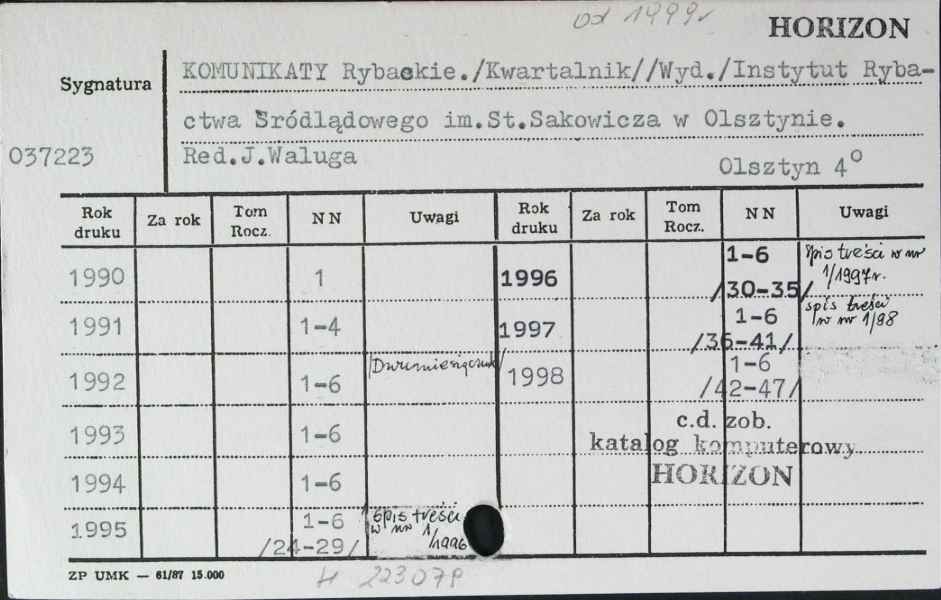 od 1999r
HORIZON
Sygnatura
KOMUNIKATY Rybackie./Kwartalnik//Wyd./Instytut Ryba-
ctwa Śródlądowego im.St.Sakowicza w Olsztynie.
037223
Red.J.Waluga
Olsztyn 4°
Rok druku Za rok Tom Rocz. NN Uwagi Rok druku Za rok Tom Rocz. NN Uwagi
1990 1 1996 1-6 /30-35/ Spis treści w nr 1/1997r.
1991 1-4 1997 1-6 /36-41/ spis treści w nr 1/98
1992 1-6 /Dwumiesięcznik/ 1998 1-6 /42-47/
1993 1-6 c.d. zob.
katalog komputerowy
1994 1-6 HORIZON
1995 1-6 /24-29/ spis treści w nr 1/1996
ZP UMK — 61/87 15.000
223079